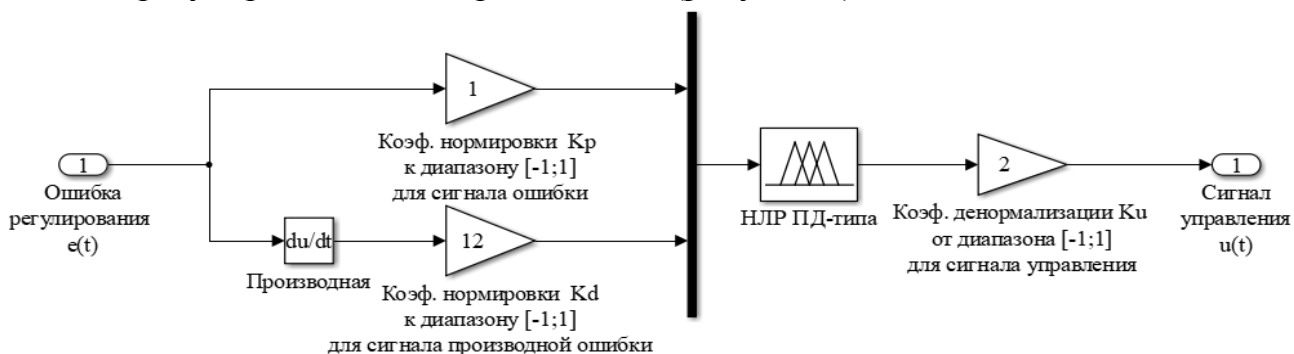 1
Коэф. нормировки Kp
к диапазону [-1;1]
для сигнала ошибки
1
Ошибка
регулирования
e(t)
du/dt
Производная
12
Коэф. нормировки Kd
к диапазону [-1;1]
для сигнала производной ошибки
НЛР ПД-типа
2
Коэф. денормализации Ku
от диапазона [-1;1]
для сигнала управления
1
Сигнал
управления
u(t)